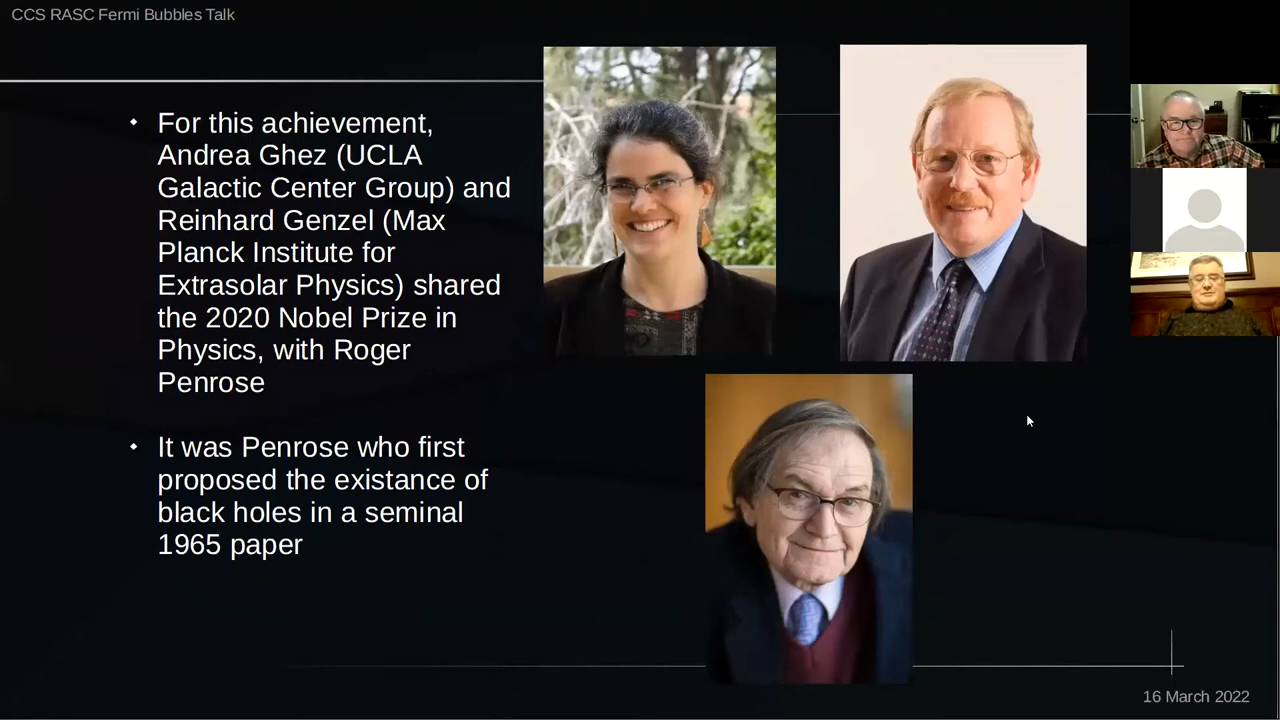 CCS RASC Fermi Bubbles Talk
For this achievement,
Andrea Ghez (UCLA
Galactic Center Group) and
Reinhard Genzel (Max
Planck Institute for
Extrasolar Physics) shared
the 2020 Nobel Prize in
Physics, with Roger
Penrose
It was Penrose who first
proposed the existance of
black holes in a seminal
1965 paper
16 March 2022